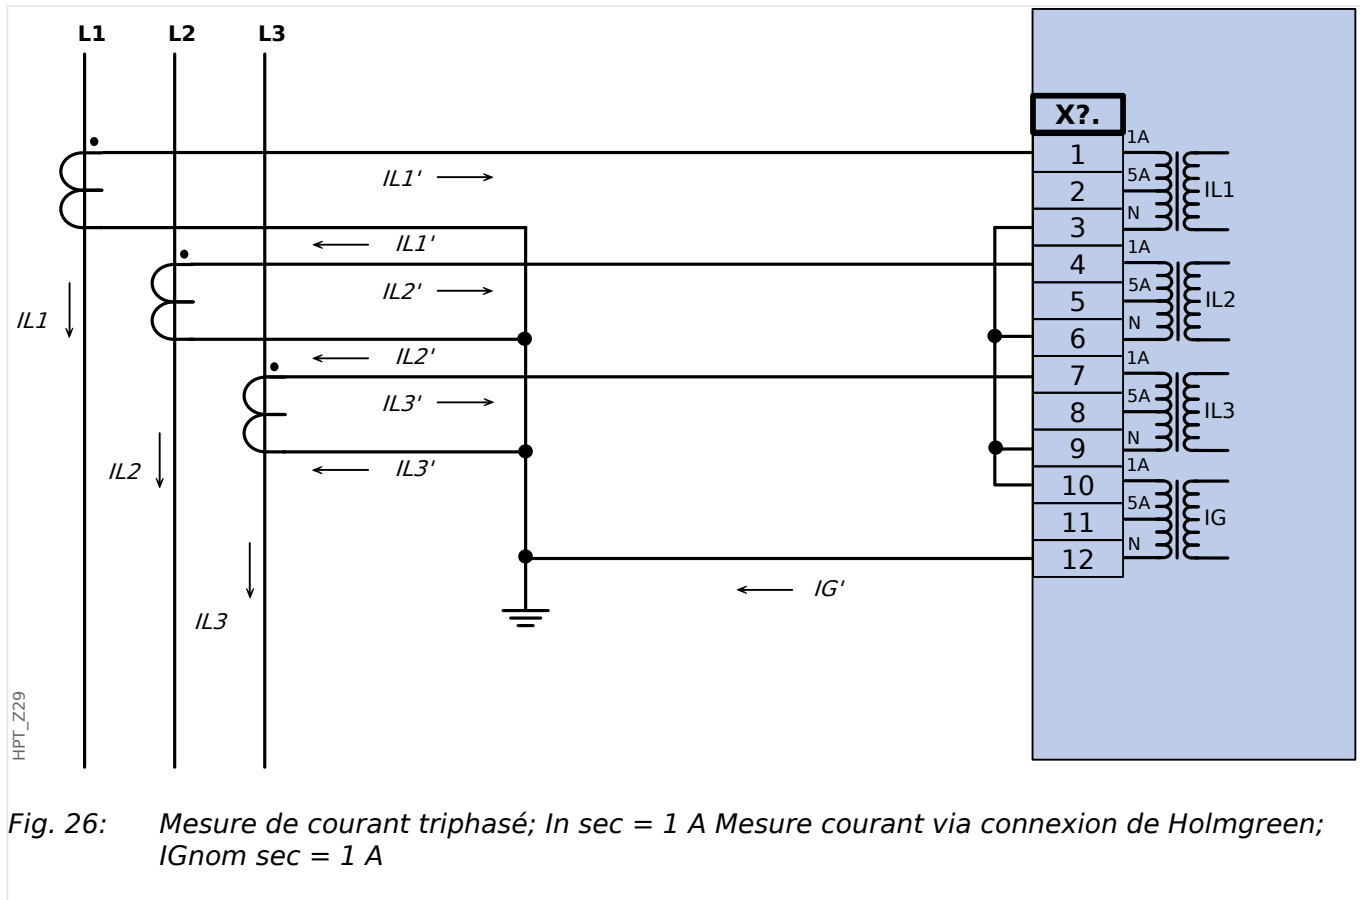 L1 L2 L3
X?.
1A
1
IL1'
5A
2
IL1
N
3
IL1'
1A
4
IL2'
5A
5
IL2
IL1
N
6
IL2'
1A
7
IL3'
5A
8
IL3
N
9
IL3'
IL2
1A
10
5A
11
IG
N
12
IG'
IL3
HPT_Z29
Fig. 26: Mesure de courant triphasé; In sec = 1 A Mesure courant via connexion de Holmgreen;
IGnom sec = 1 A